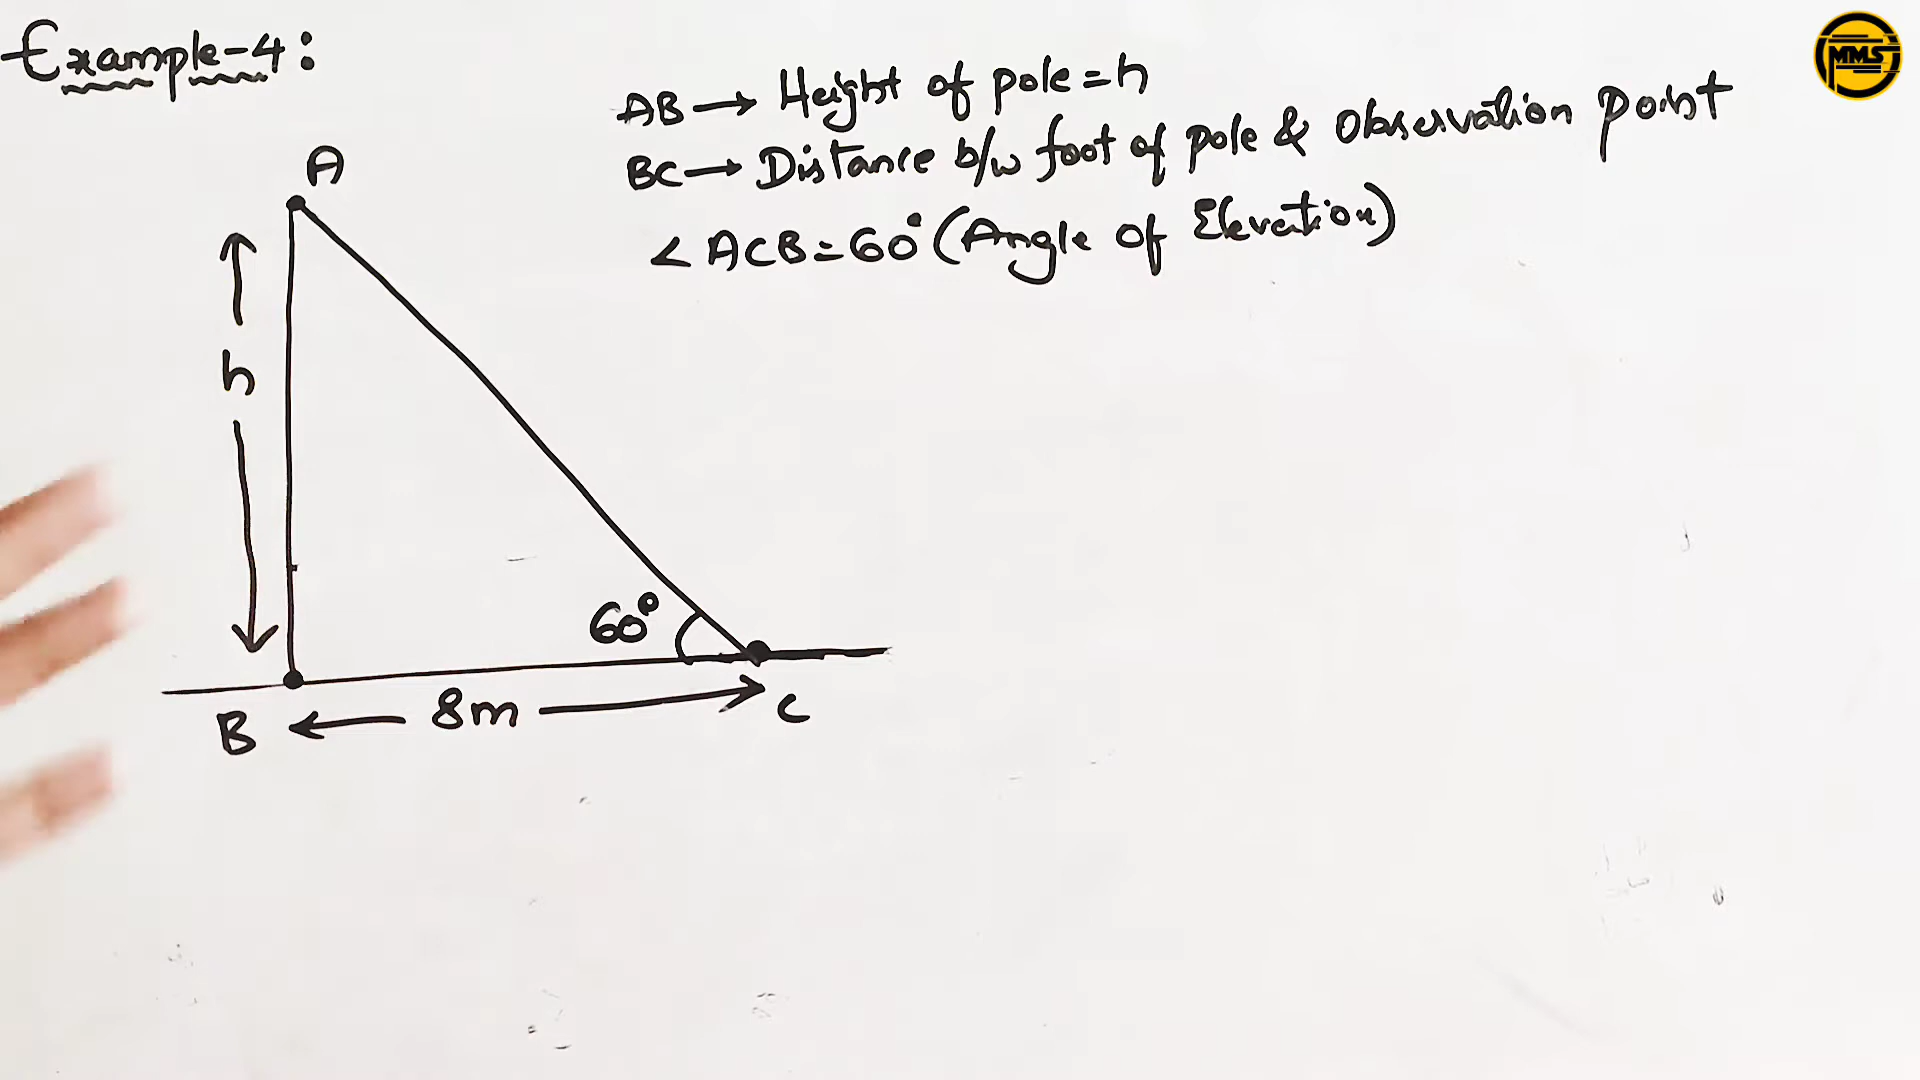 Example-4:
AB → Height of pole = h
BC → Distance b/w foot of pole & Observation point
∠ACB = 60° (Angle of Elevation)
A
h
60°
B
8m
C
MMS